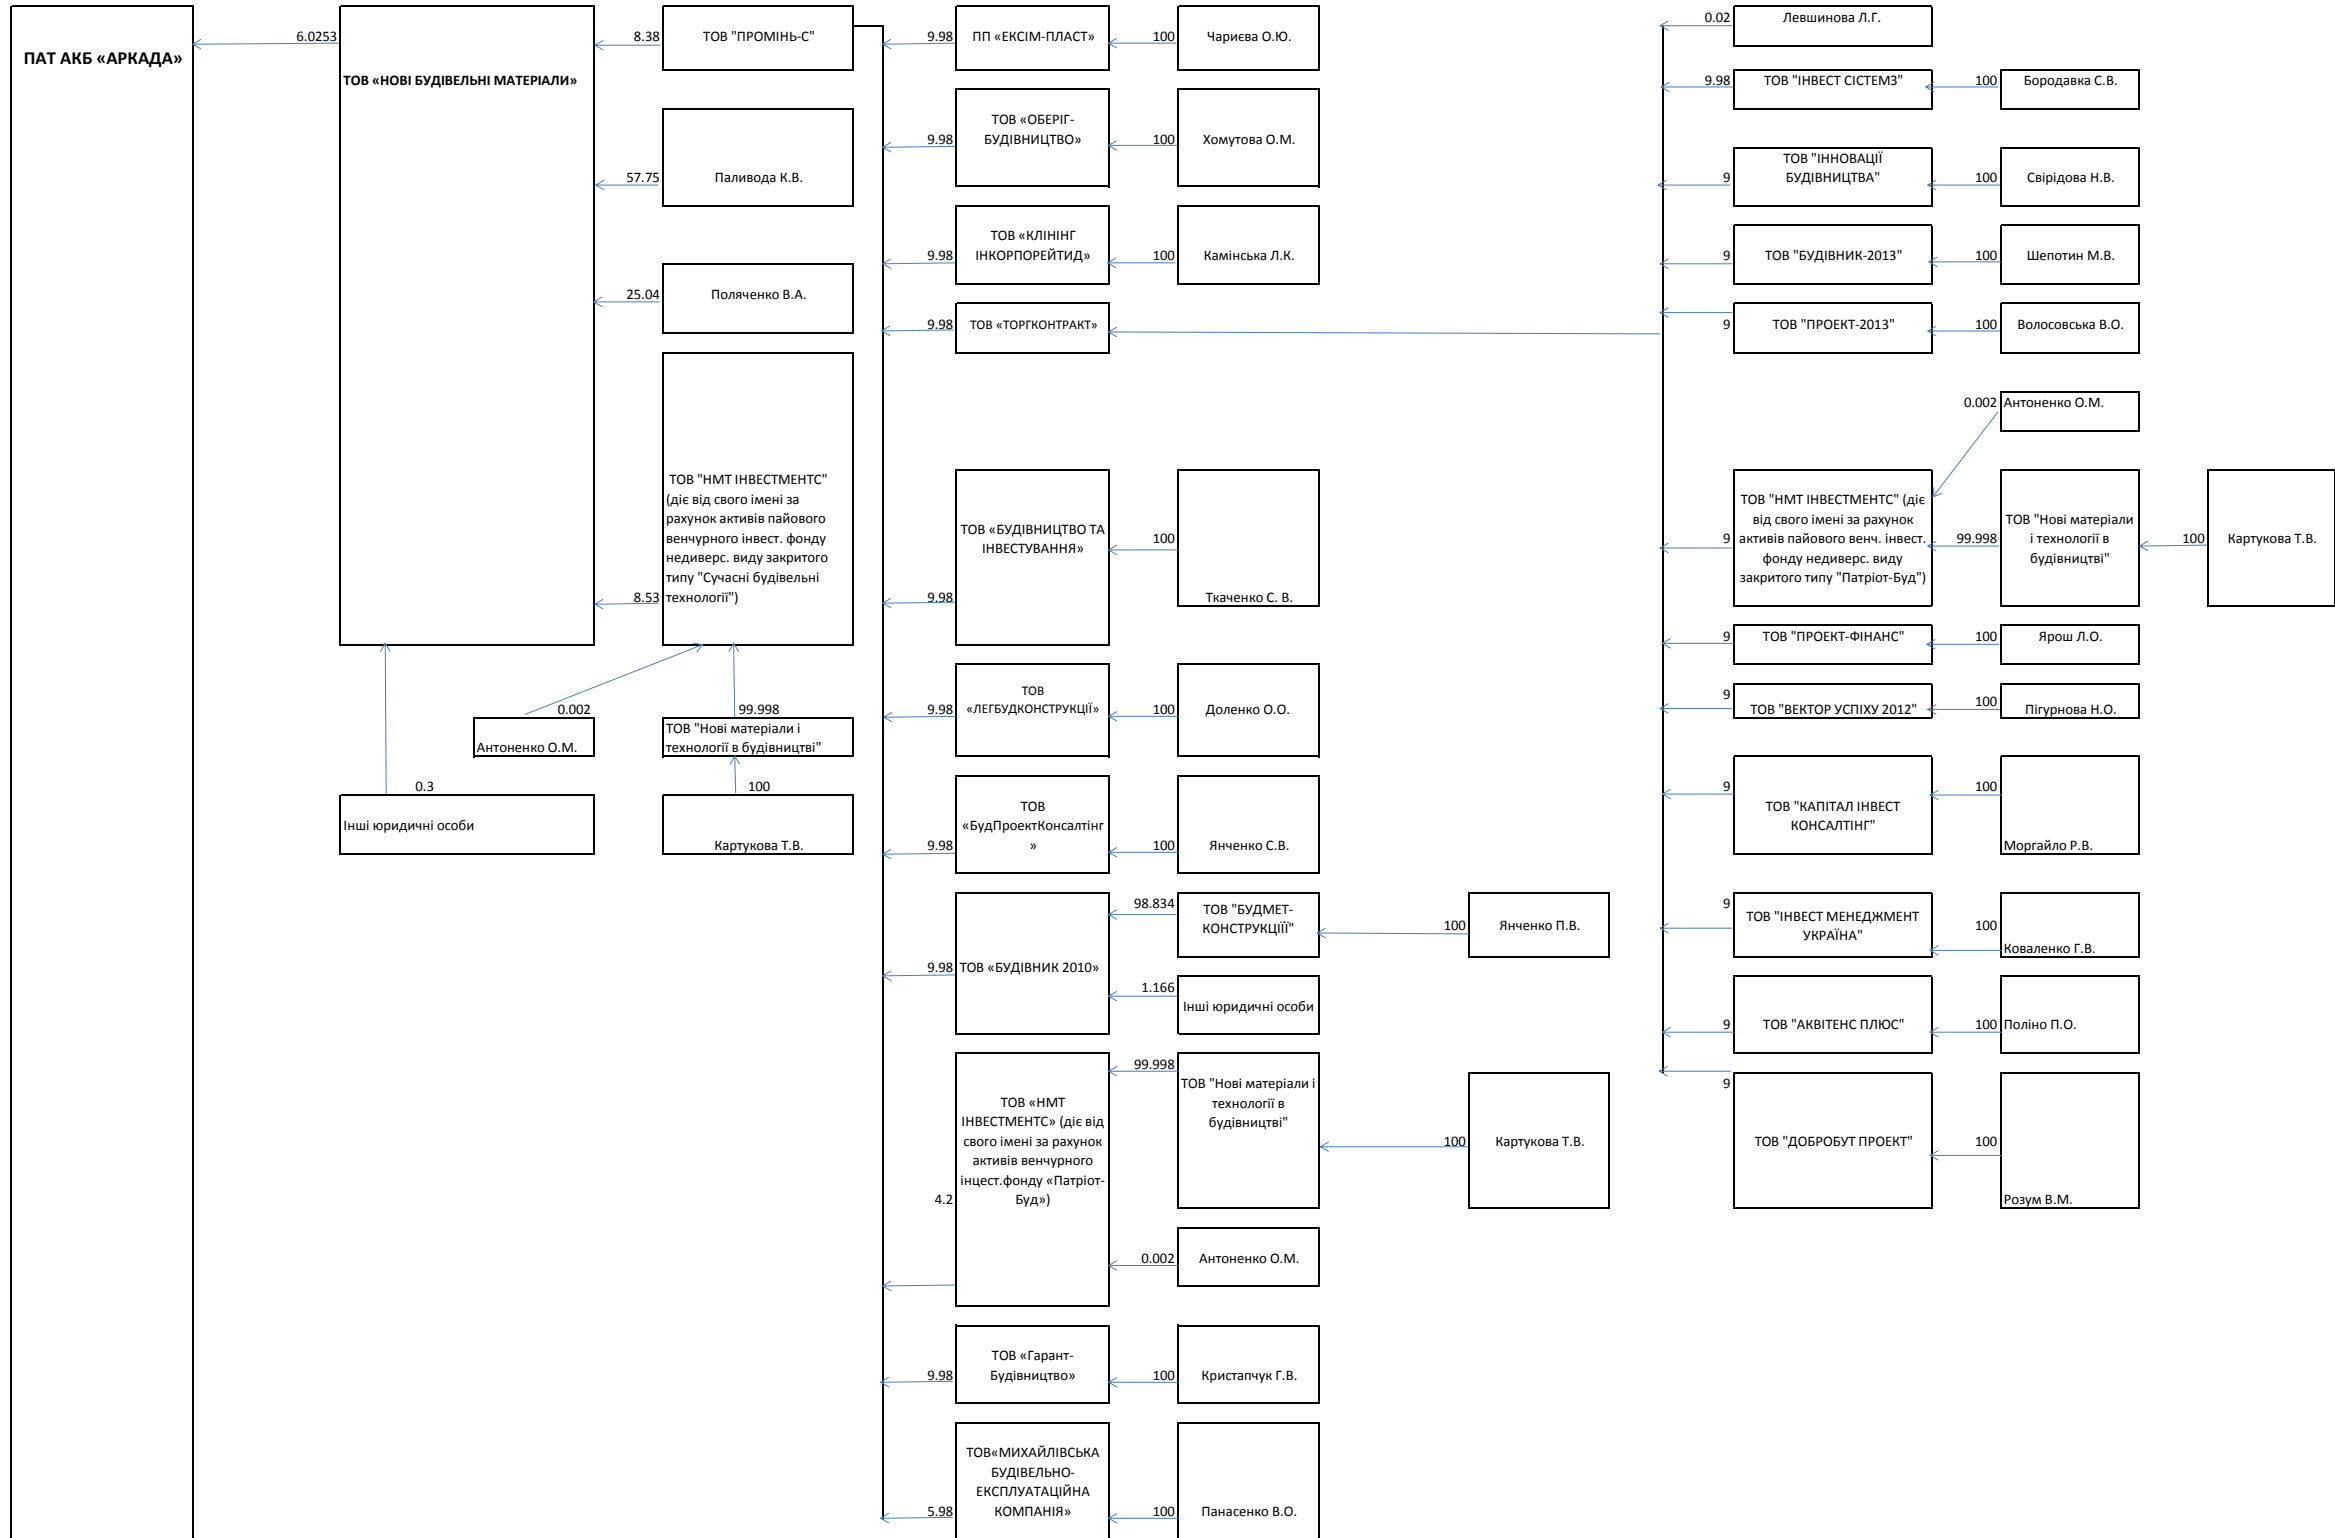 ПАТ АКБ «АРКАДА»
6.0253
ТОВ «НОВІ БУДІВЕЛЬНІ МАТЕРІАЛИ»
8.38
ТОВ "ПРОМІНЬ-С"
57.75
Паливода К.В.
25.04
Поляченко В.А.
ТОВ "НМТ ІНВЕСТМЕНТС"
(діє від свого імені за
рахунок активів пайового
венчурного інвест. фонду
недиверс. виду закритого
типу "Сучасні будівельні
технології")
8.53
0.002
Антоненко О.М.
99.998
ТОВ "Нові матеріали і
технології в будівництві"
0.3
Інші юридичні особи
100
Картукова Т.В.
9.98
ПП «ЕКСІМ-ПЛАСТ»
100
Чариєва О.Ю.
9.98
ТОВ «ОБЕРІГ-
БУДІВНИЦТВО»
100
Хомутова О.М.
9.98
ТОВ «КЛІНІНГ
ІНКОРПОРЕЙТИД»
100
Камінська Л.К.
9.98
ТОВ «ТОРГКОНТРАКТ»
9.98
ТОВ «БУДІВНИЦТВО ТА
ІНВЕСТУВАННЯ»
100
Ткаченко С. В.
9.98
ТОВ
«ЛЕГБУДКОНСТРУКЦІЇ»
100
Доленко О.О.
9.98
ТОВ
«БудПроектКонсалтінг
»
100
Янченко С.В.
9.98
ТОВ «БУДІВНИК 2010»
98.834
ТОВ "БУДМЕТ-
КОНСТРУКЦІЇЇ"
100
Янченко П.В.
1.166
Інші юридичні особи
4.2
ТОВ «НМТ
ІНВЕСТМЕНТС» (діє від
свого імені за рахунок
активів венчурного
інцест.фонду «Патріот-
Буд»)
99.998
ТОВ "Нові матеріали і
технології в
будівництві"
100
Картукова Т.В.
0.002
Антоненко О.М.
9.98
ТОВ «Гарант-
Будівництво»
100
Кристапчук Г.В.
5.98
ТОВ«МИХАЙЛІВСЬКА
БУДІВЕЛЬНО-
ЕКСПЛУАТАЦІЙНА
КОМПАНІЯ»
100
Панасенко В.О.
0.02
Левшинова Л.Г.
9.98
ТОВ "ІНВЕСТ СІСТЕМЗ"
100
Бородавка С.В.
9
ТОВ "ІННОВАЦІЇ
БУДІВНИЦТВА"
100
Свірідова Н.В.
9
ТОВ "БУДІВНИК-2013"
100
Шепотин М.В.
9
ТОВ "ПРОЕКТ-2013"
100
Волосовська В.О.
0.002
Антоненко О.М.
9
ТОВ "НМТ ІНВЕСТМЕНТС" (діє
від свого імені за рахунок
активів пайового венч. інвест.
фонду недиверс. виду
закритого типу "Патріот-Буд")
99.998
ТОВ "Нові матеріали
і технології в
будівництві"
100
Картукова Т.В.
9
ТОВ "ПРОЕКТ-ФІНАНС"
100
Ярош Л.О.
9
ТОВ "ВЕКТОР УСПІХУ 2012"
100
Пігурнова Н.О.
9
ТОВ "КАПІТАЛ ІНВЕСТ
КОНСАЛТІНГ"
100
Моргайло Р.В.
9
ТОВ "ІНВЕСТ МЕНЕДЖМЕНТ
УКРАЇНА"
100
Коваленко Г.В.
9
ТОВ "АКВІТЕНС ПЛЮС"
100
Поліно П.О.
9
ТОВ "ДОБРОБУТ ПРОЕКТ"
100
Розум В.М.